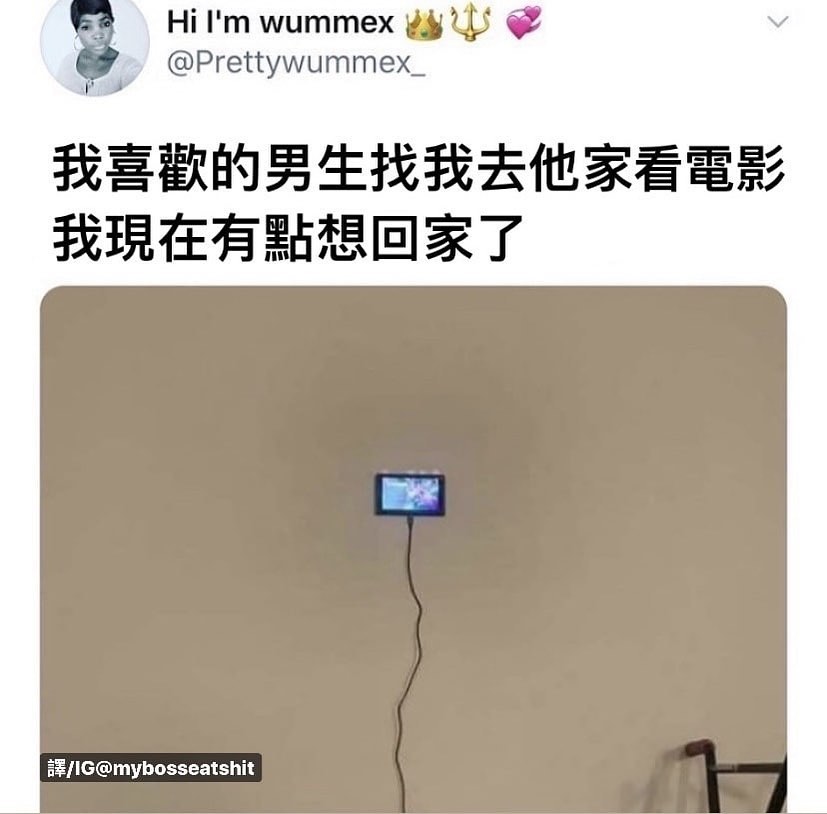 Hi I'm wummex 👑🔱 💞
@Prettywummex_
我喜歡的男生找我去他家看電影
我現在有點想回家了
譯/IG@mybosseatshit